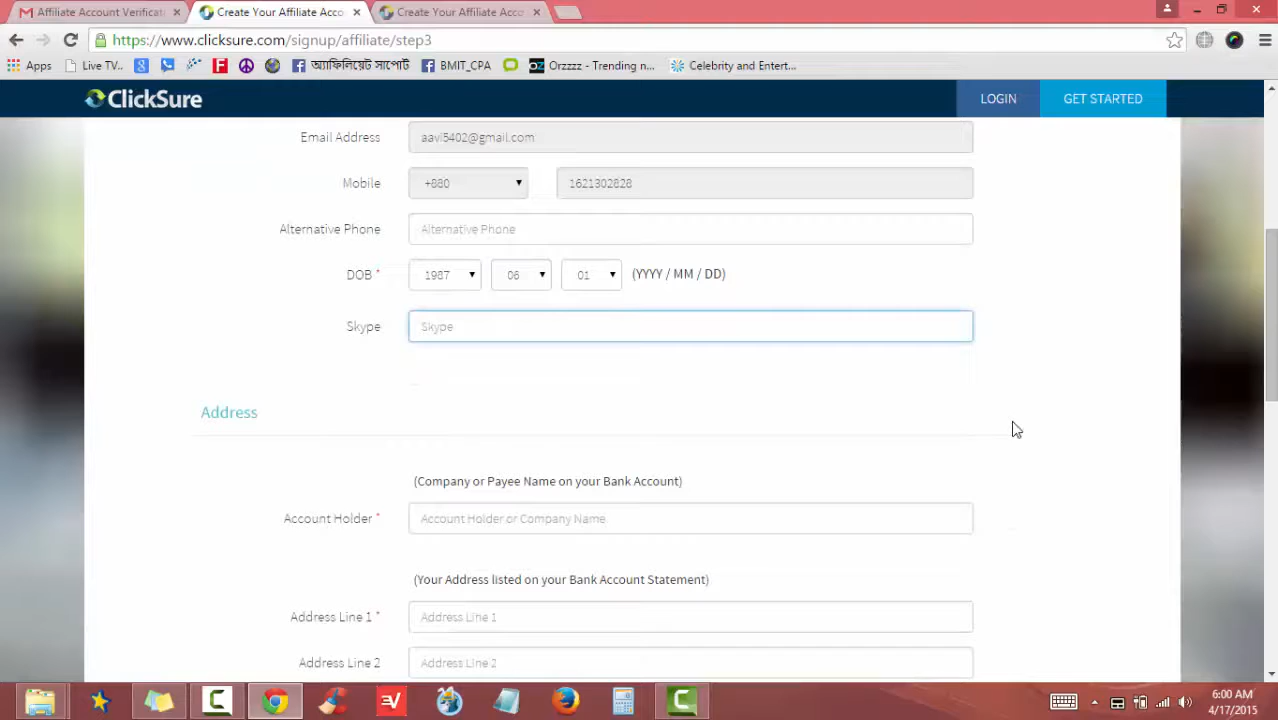 Affiliate Account Verificat
Create Your Affiliate Acco
Create Your Affiliate Acco
https://www.clicksure.com/signup/affiliate/step3
Apps Live TV.. আফিলিয়েট সাপোর্ট BMIT_CPA Orzzzz - Trending n... Celebrity and Entert...
ClickSure LOGIN GET STARTED
Email Address aavi5402@gmail.com
Mobile +880 1621302828
Alternative Phone Alternative Phone
DOB * 1987 06 01 (YYYY / MM / DD)
Skype Skype
Address
(Company or Payee Name on your Bank Account)
Account Holder * Account Holder or Company Name
(Your Address listed on your Bank Account Statement)
Address Line 1 * Address Line 1
Address Line 2 Address Line 2
6:00 AM
4/17/2015